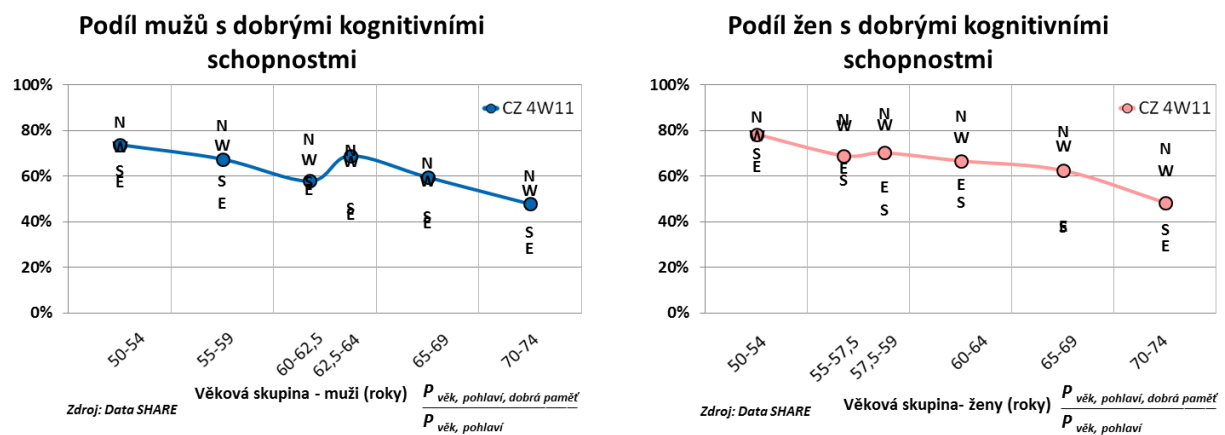 Podíl mužů s dobrými kognitivními
schopnostmi
100%
80%
60%
40%
20%
0%
CZ 4W11
N
W
S
E
N
W
S
E
N
W
S
E
N
W
S
E
N
W
S
E
N
W
S
E
50-54
55-59
60-62,5
62,5-64
65-69
70-74
Věková skupina - muži (roky)
P věk, pohlaví, dobrá paměť
P věk, pohlaví
Zdroj: Data SHARE
Podíl žen s dobrými kognitivními
schopnostmi
100%
80%
60%
40%
20%
0%
CZ 4W11
N
W
S
E
N
W
E
S
N
W
E
S
N
W
E
S
N
W
E
S
N
W
S
E
50-54
55-57,5
57,5-59
60-64
65-69
70-74
Věková skupina- ženy (roky)
P věk, pohlaví, dobrá paměť
P věk, pohlaví
Zdroj: Data SHARE